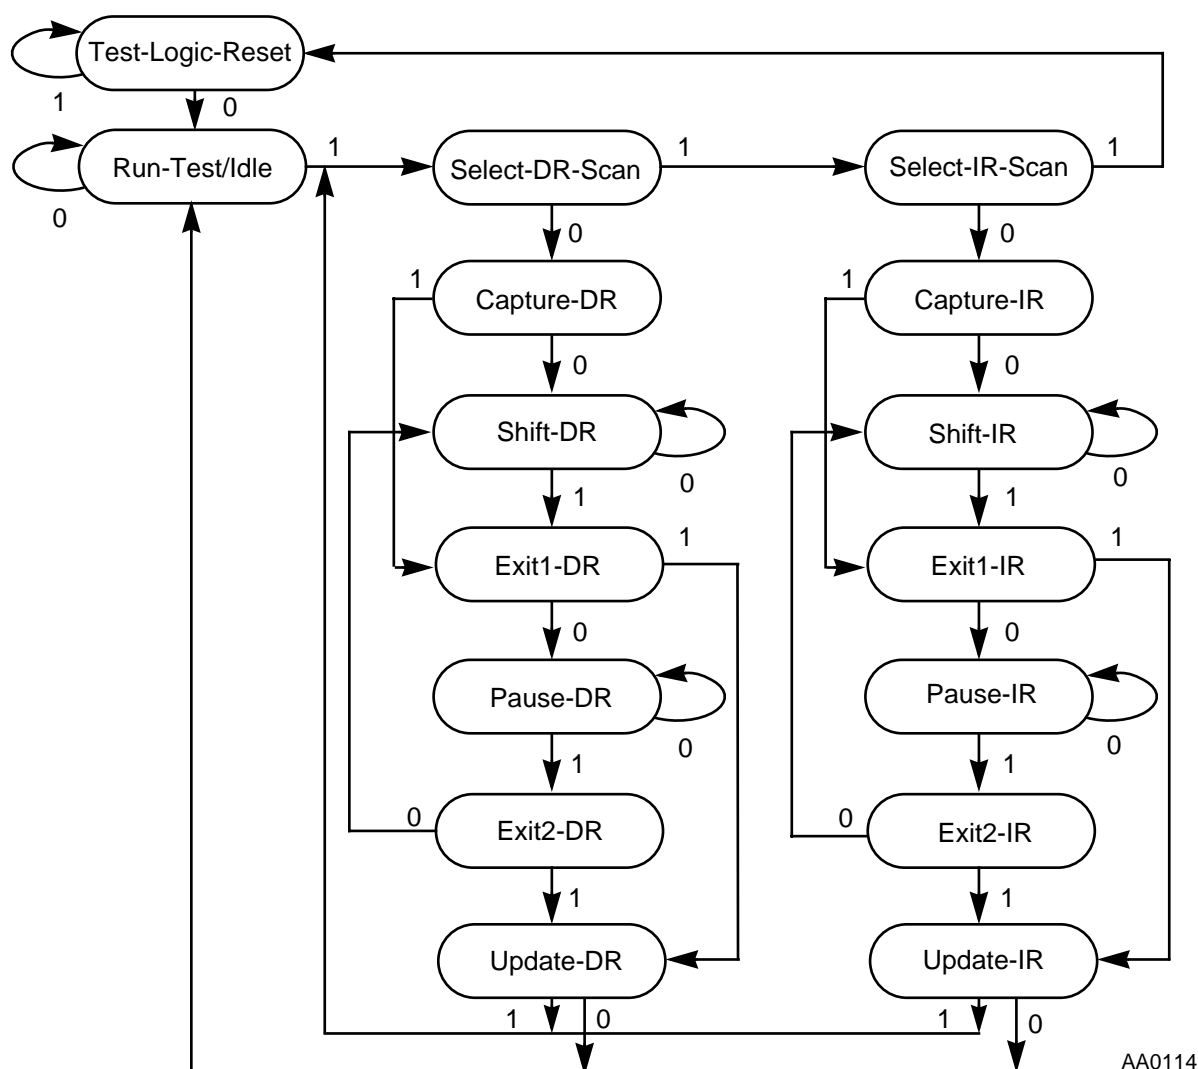 Test-Logic-Reset
1
0
Run-Test/Idle
0
1
Select-DR-Scan
1
Select-IR-Scan
1
0
0
1
Capture-DR
1
Capture-IR
0
0
Shift-DR
0
Shift-IR
0
1
1
Exit1-DR
1
Exit1-IR
1
0
0
Pause-DR
0
Pause-IR
0
1
1
0
Exit2-DR
0
Exit2-IR
1
1
Update-DR
Update-IR
1
0
1
0
AA0114